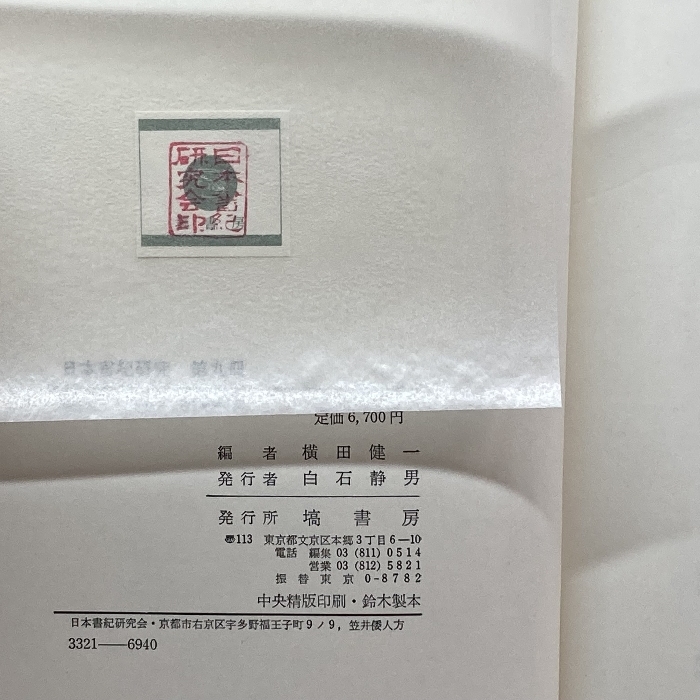 日本書紀
研究会印
定価6,700円
編者 横田健一
発行者 白石静男
発行所 塙書房
☎113 東京都文京区本郷3丁目6—10
電話 編集 03 (811) 0514
営業 03 (812) 5821
振替東京 0-8782
中央精版印刷・鈴木製本
日本書紀研究会・京都市右京区宇多野福王子町9ノ9,笠井倭人方
3321——6940